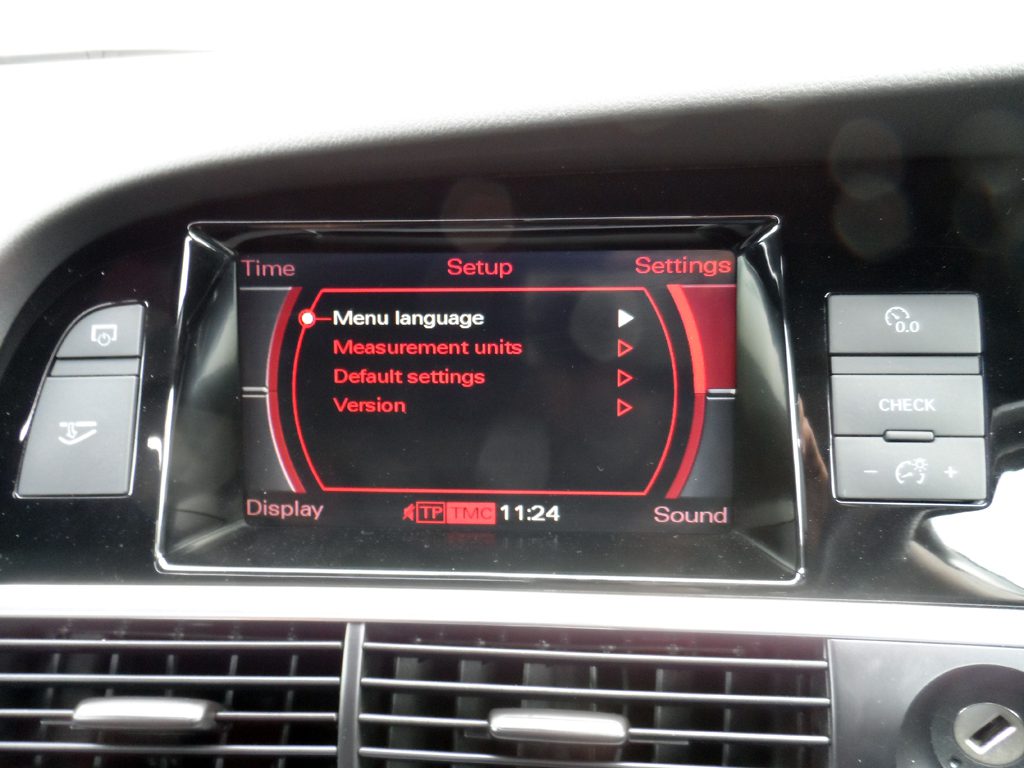 Time Setup Settings
Menu language
Measurement units
Default settings
Version
Display TP TMC 11:24 Sound
0.0
CHECK
- +